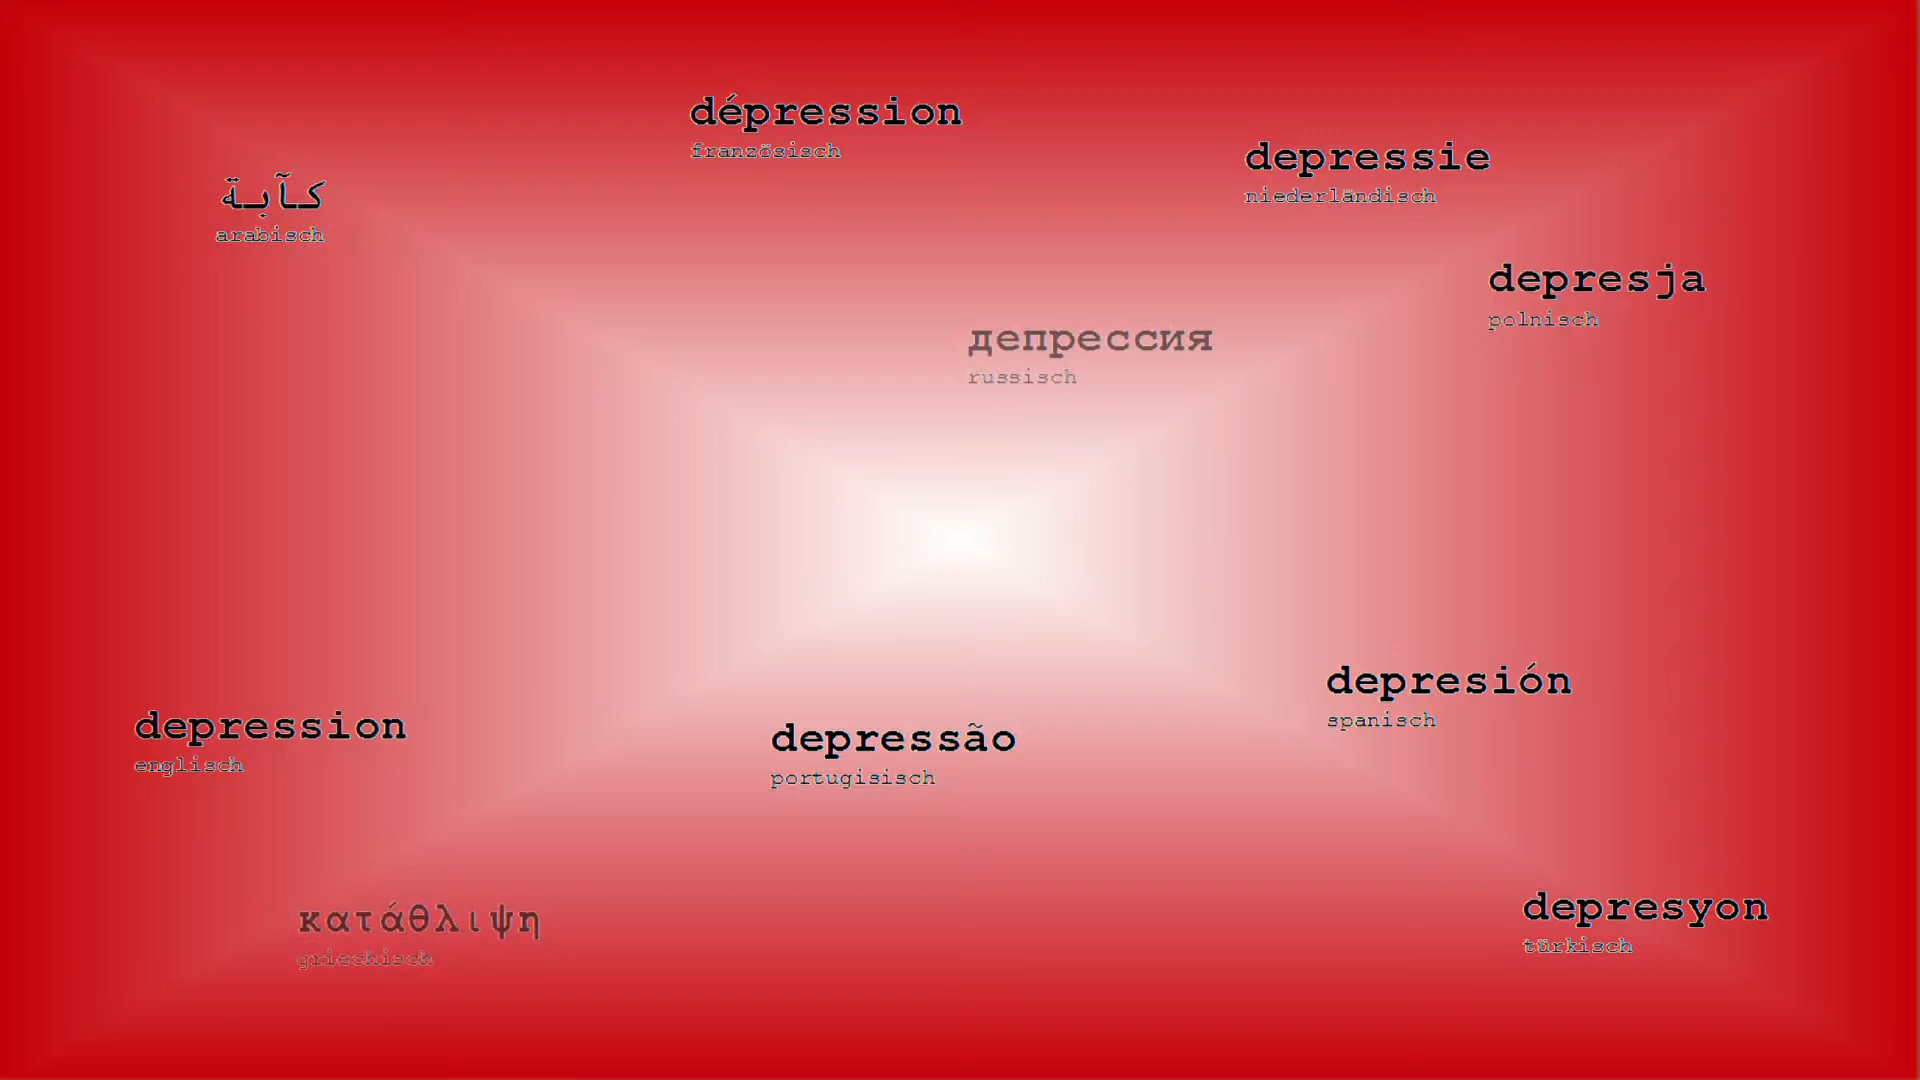 dépression
französisch
depressie
niederländisch
كآبة
arabisch
depresja
polnisch
депрессия
russisch
depresión
spanisch
depression
englisch
depressão
portugisisch
κατάθλιψη
griechisch
depresyon
türkisch